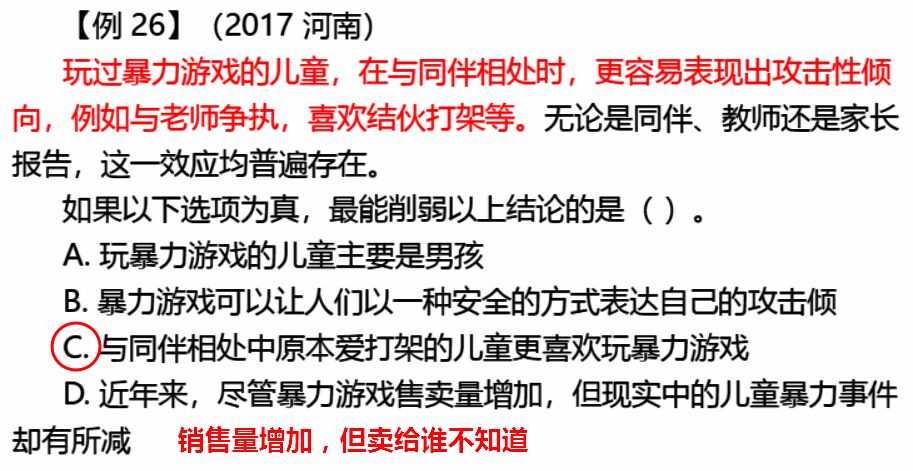 【例 26】（2017 河南）
玩过暴力游戏的儿童，在与同伴相处时，更容易表现出攻击性倾
向，例如与老师争执，喜欢结伙打架等。无论是同伴、教师还是家长
报告，这一效应均普遍存在。
如果以下选项为真，最能削弱以上结论的是（ ）。
A. 玩暴力游戏的儿童主要是男孩
B. 暴力游戏可以让人们以一种安全的方式表达自己的攻击倾
C. 与同伴相处中原本爱打架的儿童更喜欢玩暴力游戏
D. 近年来，尽管暴力游戏售卖量增加，但现实中的儿童暴力事件
却有所减 销售量增加，但卖给谁不知道